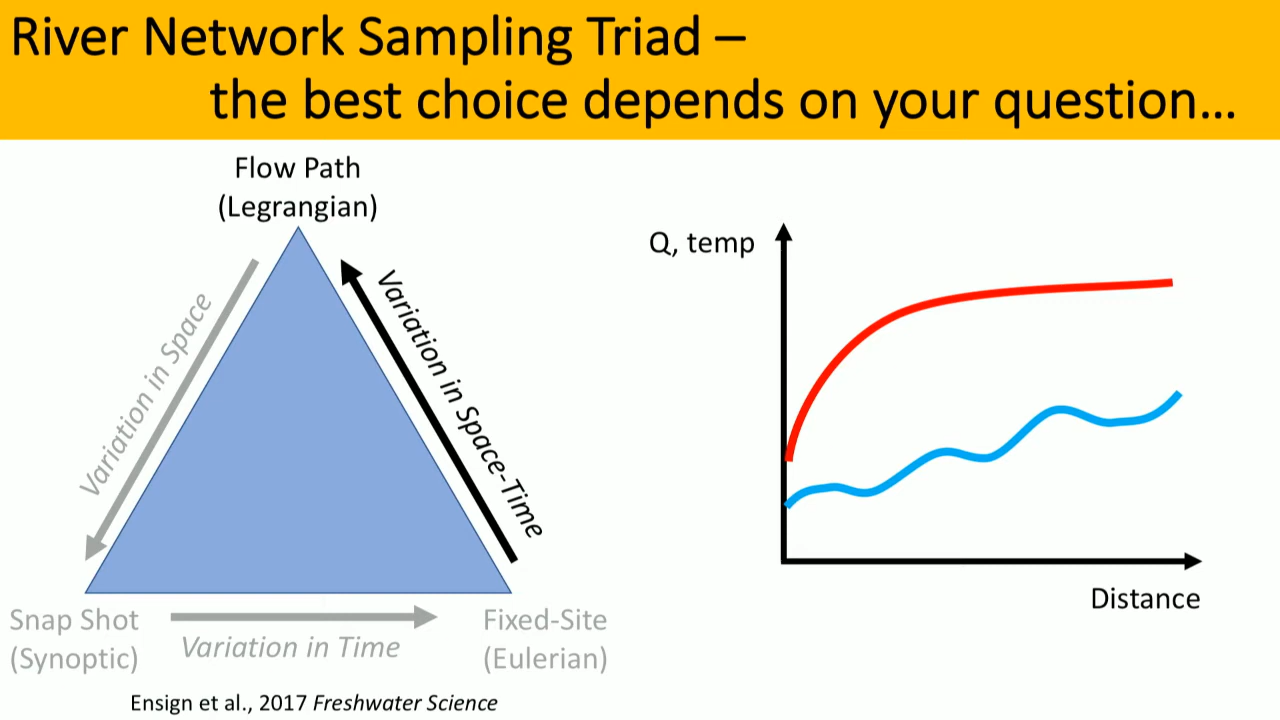 River Network Sampling Triad –
the best choice depends on your question…
Flow Path
(Legrangian)
Variation in Space
Variation in Space-Time
Snap Shot
(Synoptic)
Variation in Time
Fixed-Site
(Eulerian)
Ensign et al., 2017 Freshwater Science
Q, temp
Distance